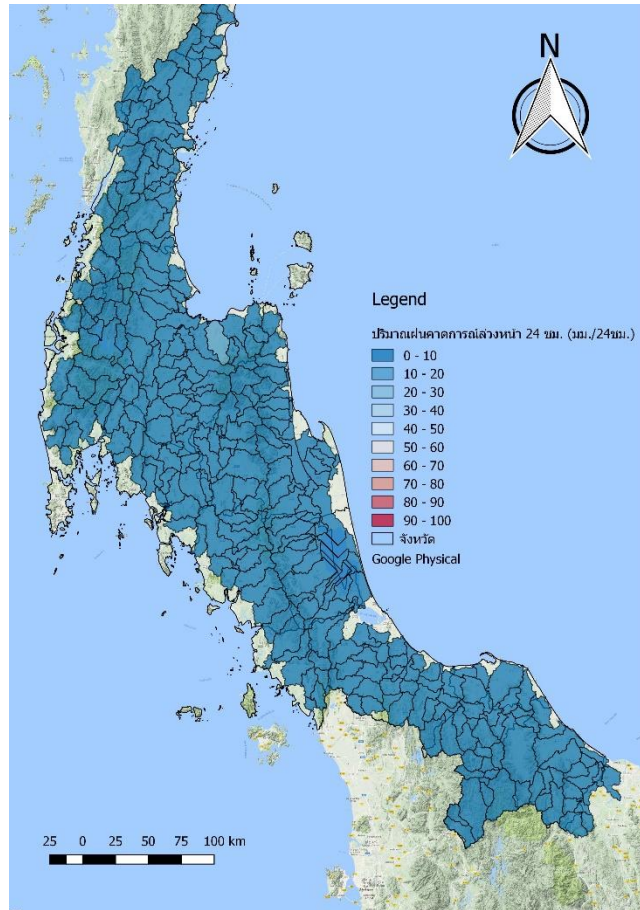 N
Legend
ปริมาณฝนคาดการณ์ล่วงหน้า 24 ชม. (มม./24ชม.)
0 - 10
10 - 20
20 - 30
30 - 40
40 - 50
50 - 60
60 - 70
70 - 80
80 - 90
90 - 100
จังหวัด
Google Physical
25 0 25 50 75 100 km